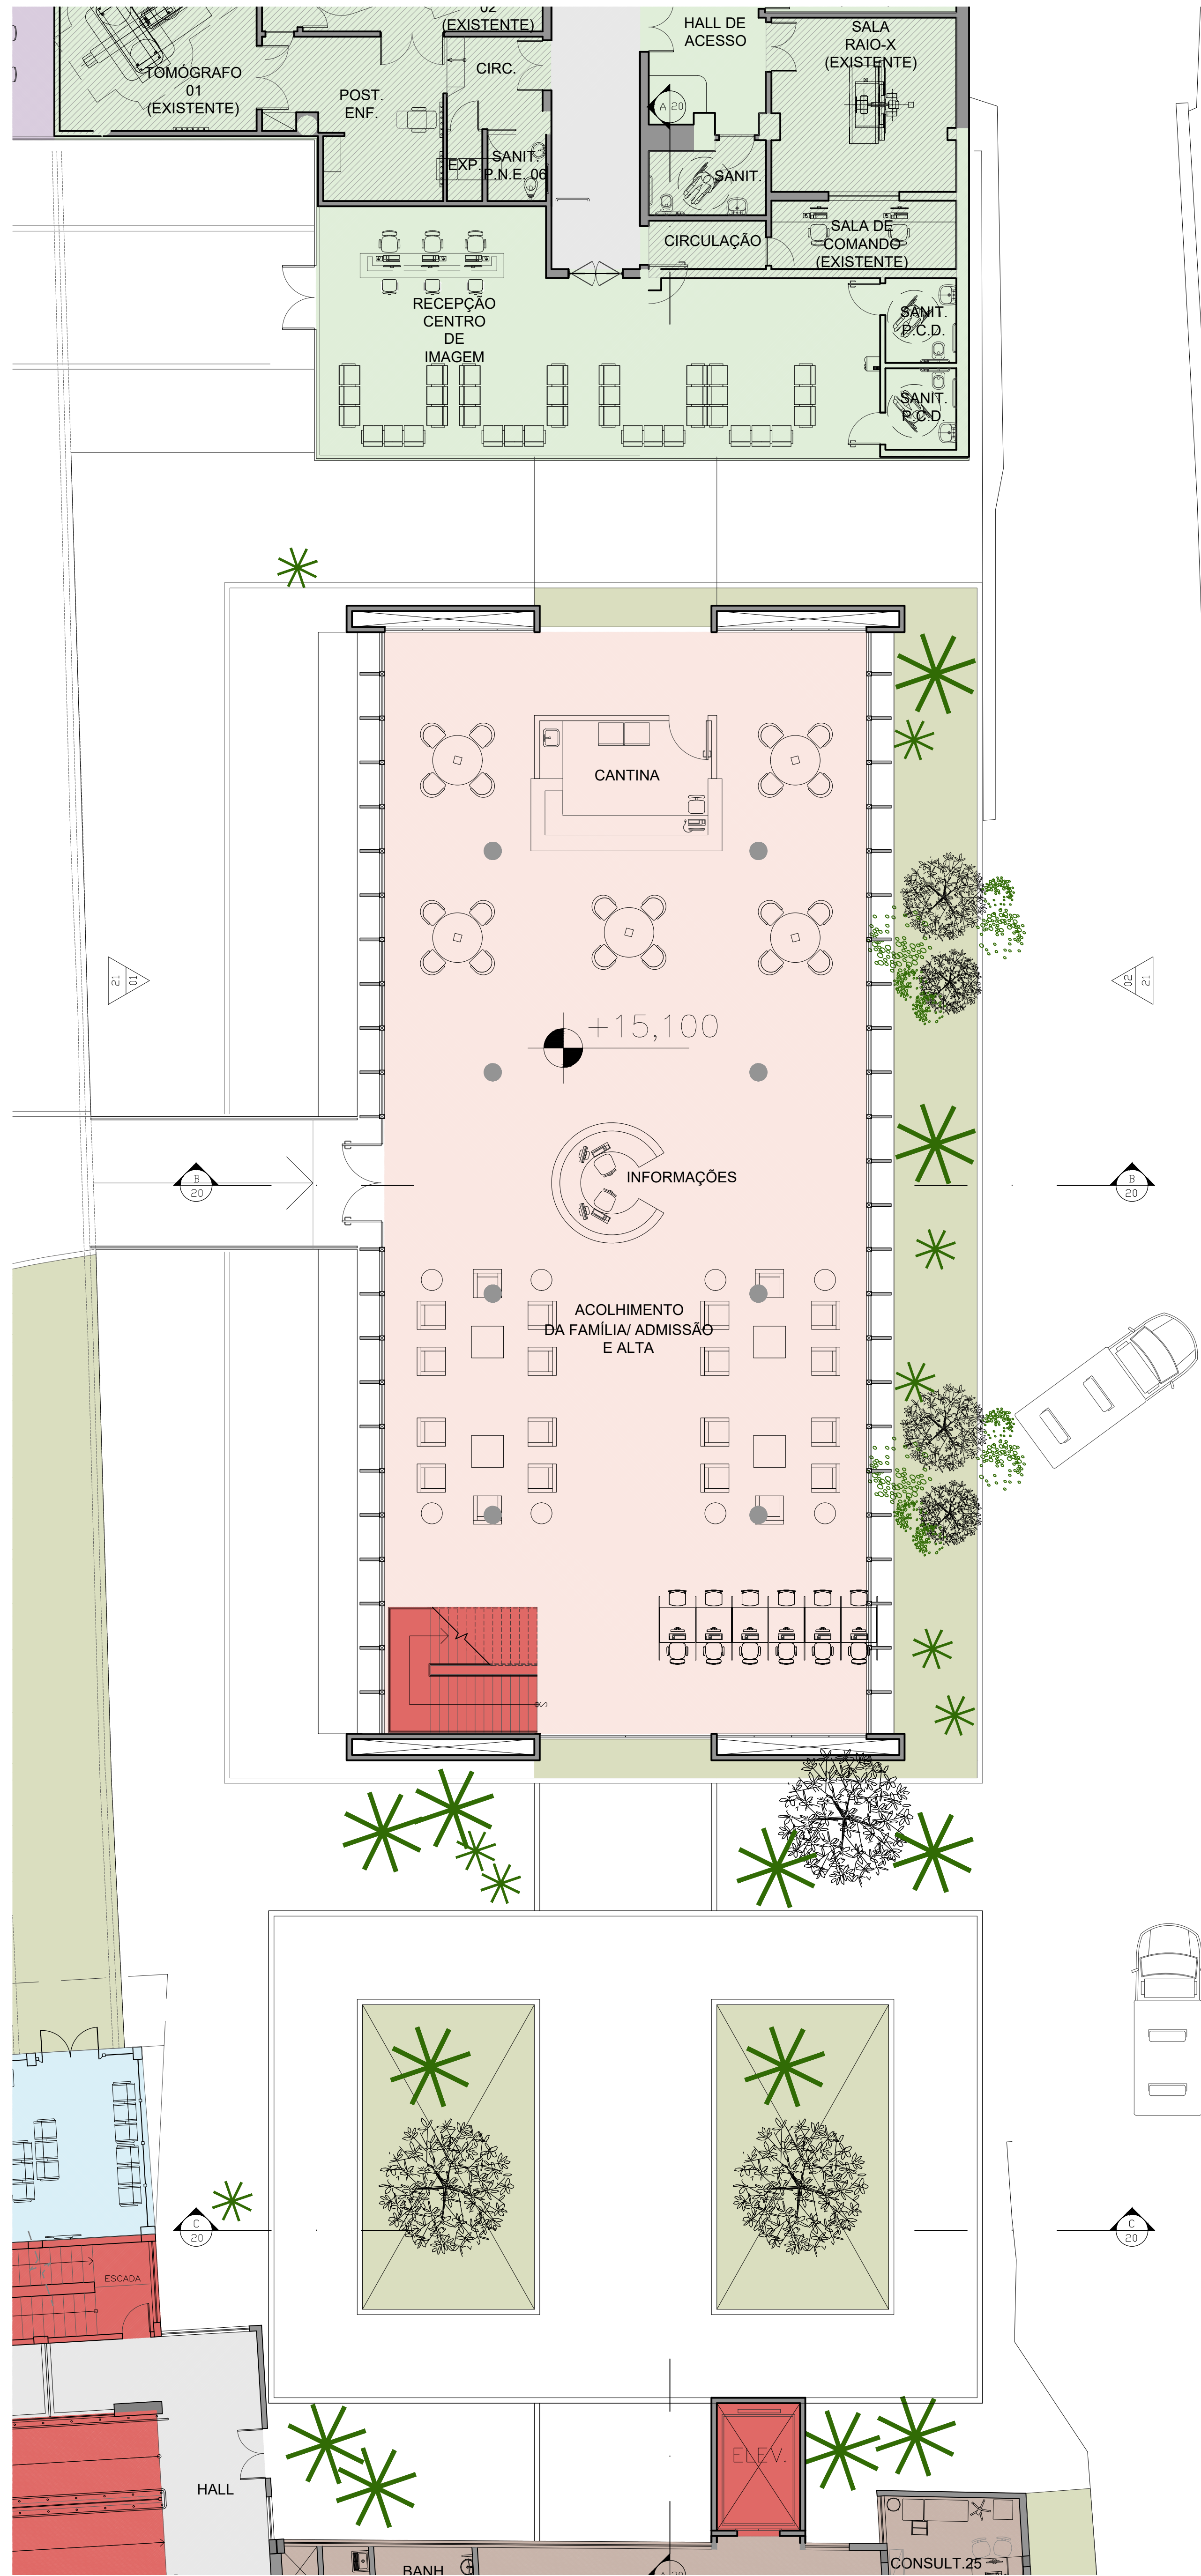 02
(EXISTENTE)
HALL DE
ACESSO
SALA
RAIO-X
(EXISTENTE)
TOMÓGRAFO
01
(EXISTENTE)
CIRC.
POST.
ENF.
A 20
EXP.
SANIT.
P.N.E. 06
SANIT.
CIRCULAÇÃO
SALA DE
COMANDO
(EXISTENTE)
RECEPÇÃO
CENTRO
DE
IMAGEM
SANIT.
P.C.D.
SANIT.
P.C.D.
CANTINA
21
01
02
21
+15,100
B
20
INFORMAÇÕES
B
20
ACOLHIMENTO
DA FAMÍLIA/ ADMISSÃO
E ALTA
S
C
20
C
20
ESCADA
ELEV.
HALL
BANH
A 20
CONSULT.25